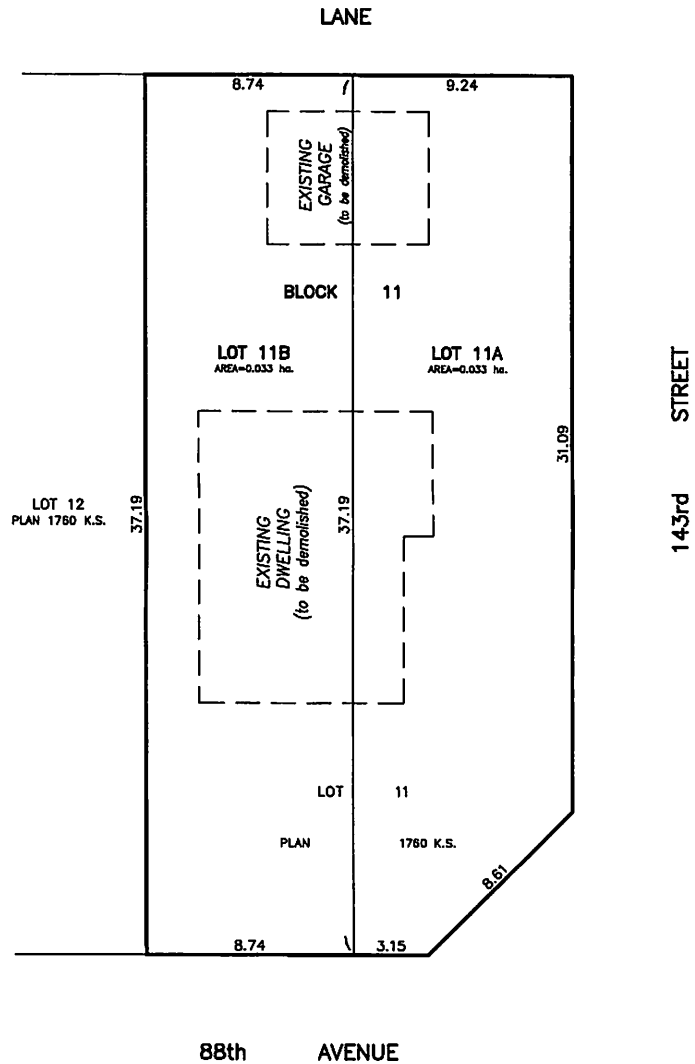 LANE
8.74 9.24
EXISTING
GARAGE
(to be demolished)
BLOCK 11
LOT 11B LOT 11A
AREA=0.033 ha. AREA=0.033 ha.
143rd STREET
31.09
LOT 12
PLAN 1760 K.S.
37.19
37.19
EXISTING
DWELLING
(to be demolished)
LOT 11
PLAN 1760 K.S.
8.61
8.74 3.15
88th AVENUE